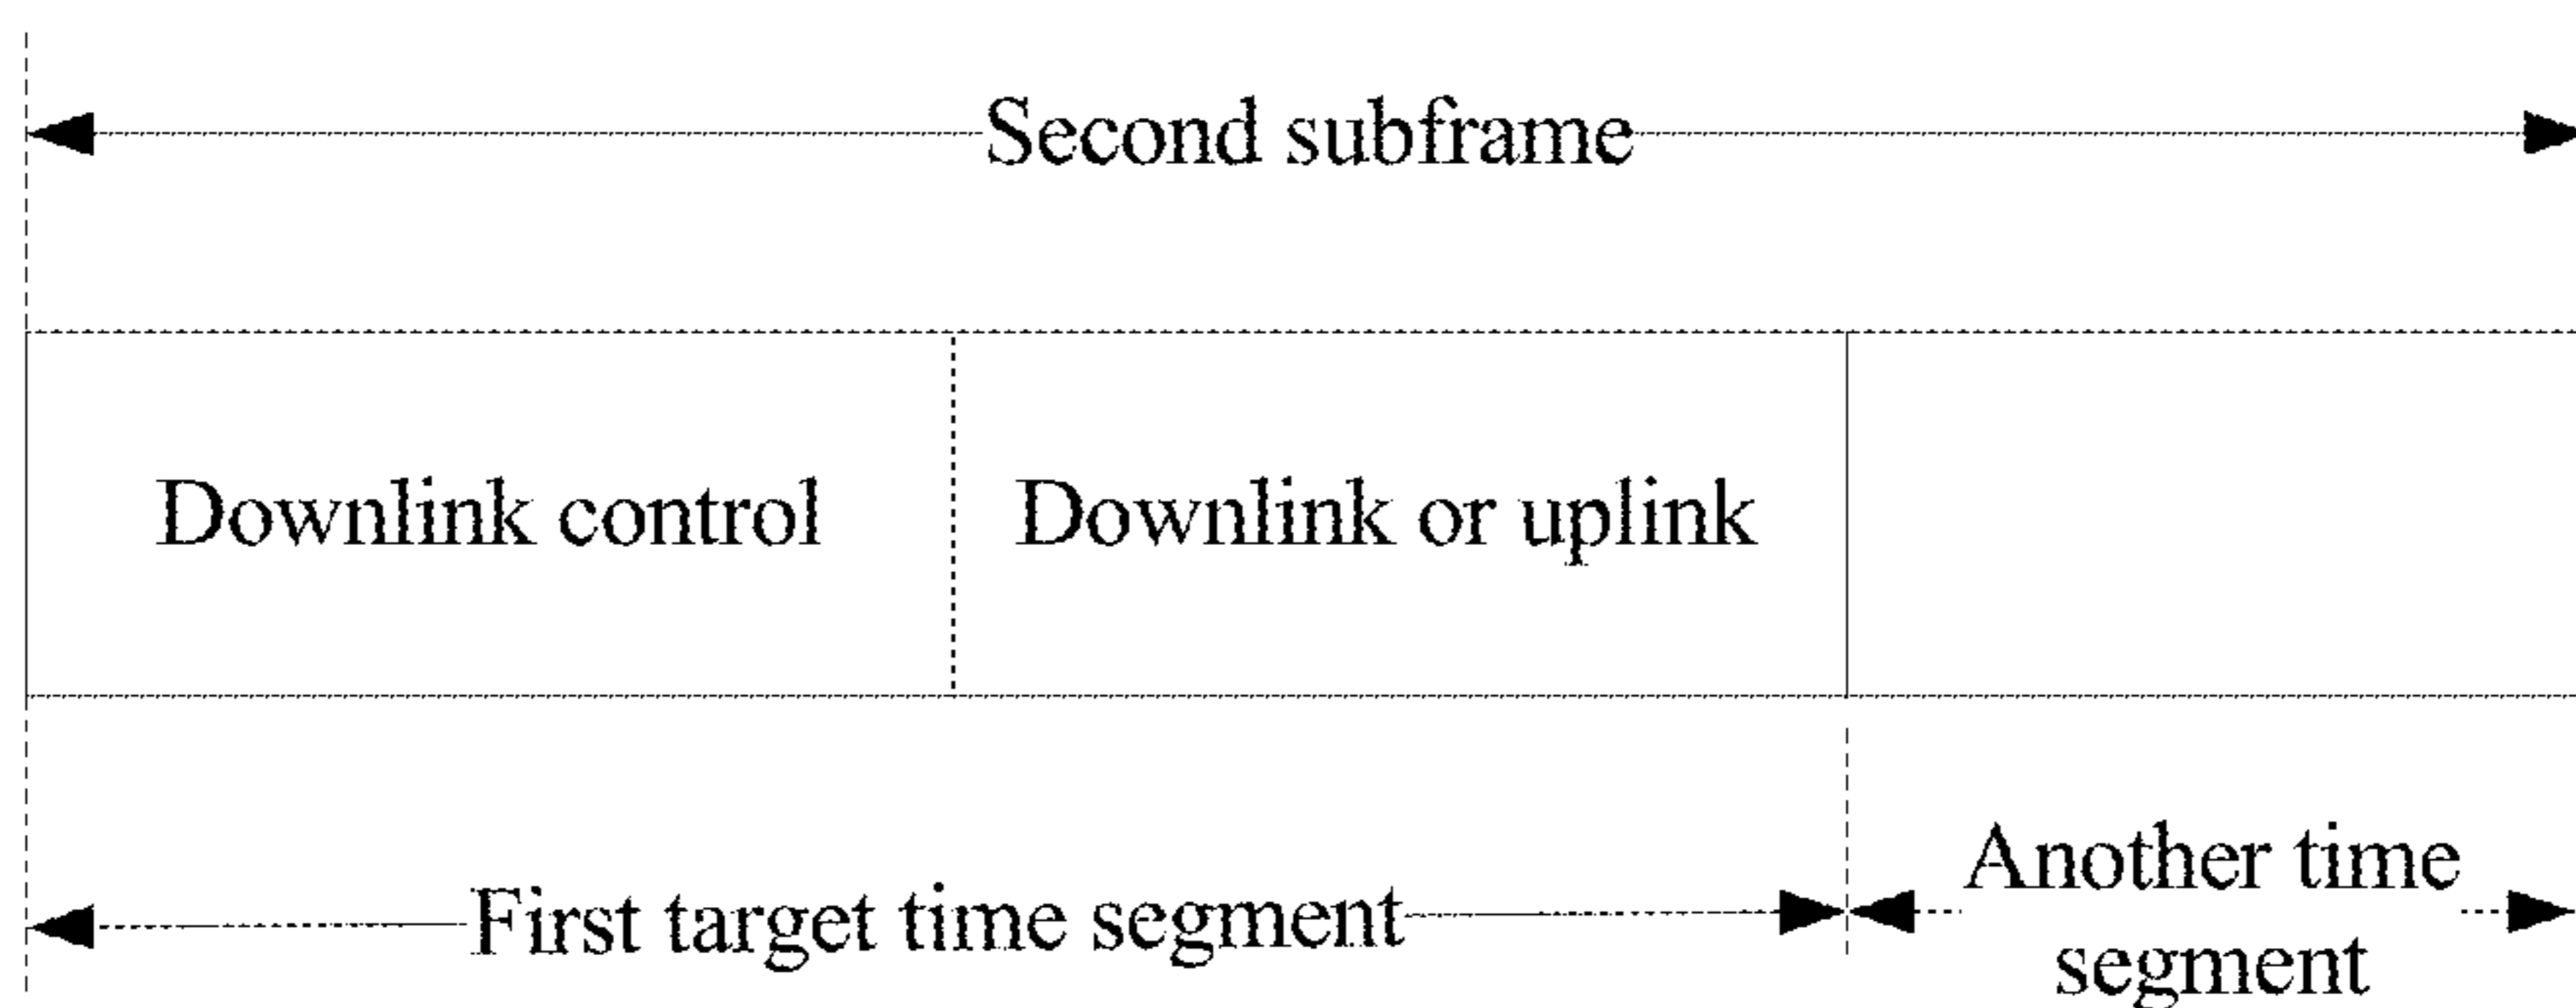 Second subframe
Downlink control
Downlink or uplink
First target time segment
Another time
segment